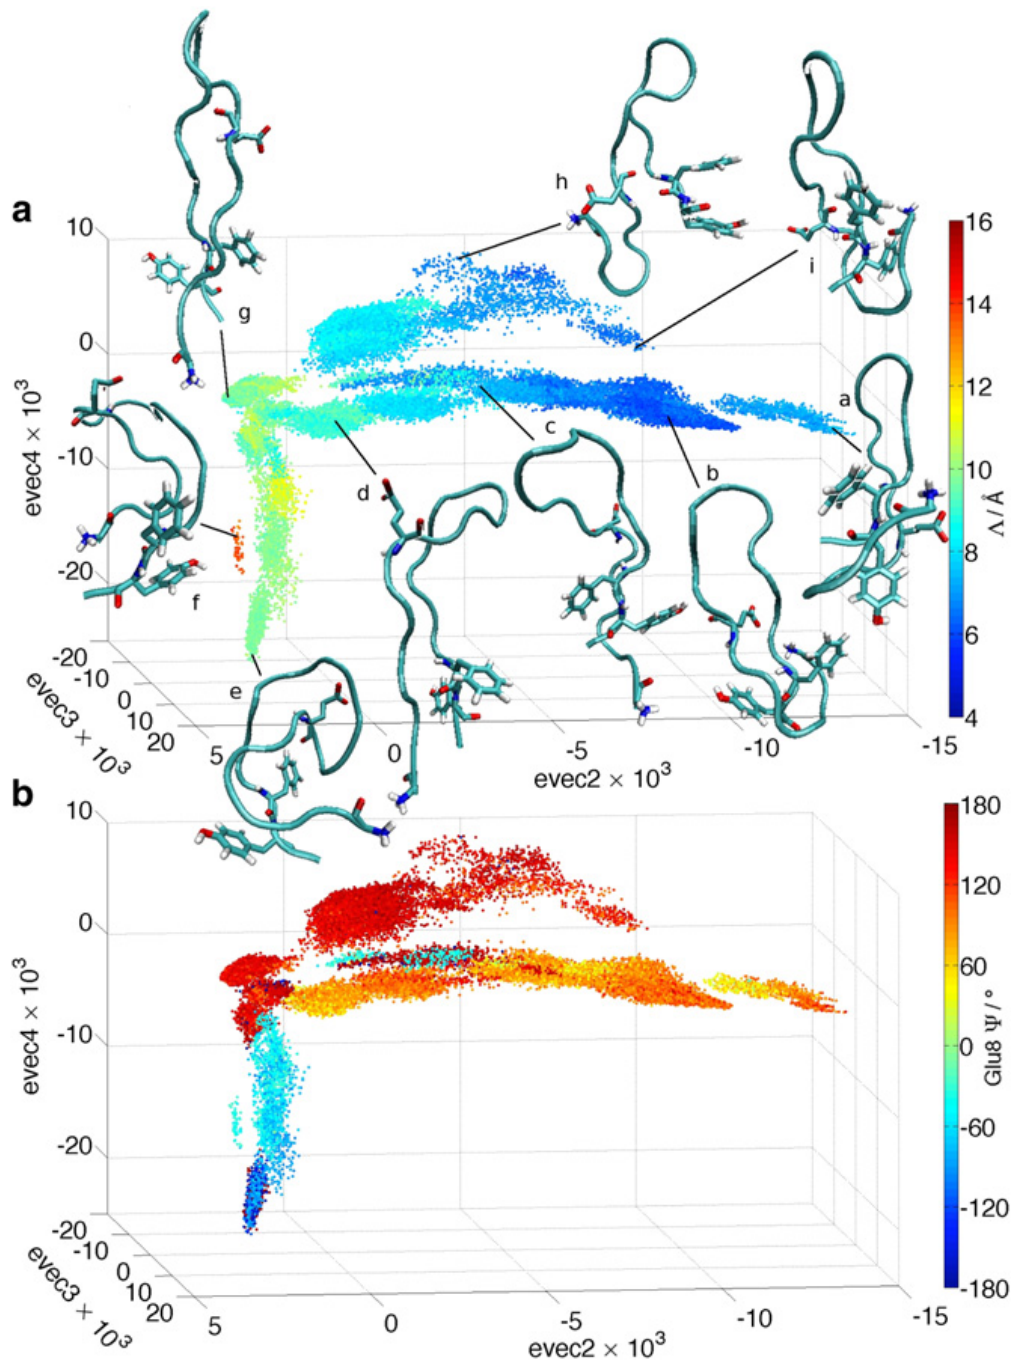 a
g
h
i
10
0
-10
-20
evec4 × 10³
f
e
d
c
b
a
16
14
12
10
8
6
4
Λ / Å
-20
-10
0
10
20
evec3 × 10³
5
0
-5
-10
-15
evec2 × 10³
b
10
0
-10
-20
evec4 × 10³
180
120
60
0
-60
-120
-180
Glu8 Ψ / °
-20
-10
0
10
20
evec3 × 10³
5
0
-5
-10
-15
evec2 × 10³